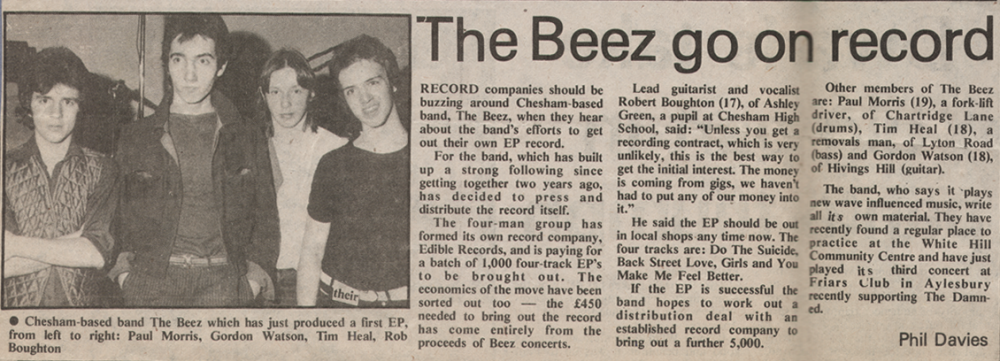 The Beez go on record
RECORD companies should be
buzzing around Chesham-based
band, The Beez, when they hear
about the band's efforts to get
out their own EP record.
For the band, which has built
up a strong following since
getting together two years ago,
has decided to press and
distribute the record itself.
The four-man group has
formed its own record company,
Edible Records, and is paying for
a batch of 1,000 four-track EP's
to be brought out. The
economics of the move have been
sorted out too — the £450
needed to bring out the record
has come entirely from the
proceeds of Beez concerts.
Lead guitarist and vocalist
Robert Boughton (17), of Ashley
Green, a pupil at Chesham High
School, said: "Unless you get a
recording contract, which is very
unlikely, this is the best way to
get the initial interest. The money
is coming from gigs, we haven't
had to put any of our money into
it."
He said the EP should be out
in local shops any time now. The
four tracks are: Do The Suicide,
Back Street Love, Girls and You
Make Me Feel Better.
If the EP is successful the
band hopes to work out a
distribution deal with an
established record company to
bring out a further 5,000.
Other members of The Beez
are: Paul Morris (19), a fork-lift
driver, of Chartridge Lane
(drums), Tim Heal (18), a
removals man, of Lyton Road
(bass) and Gordon Watson (18),
of Hivings Hill (guitar).
The band, who says it plays
new wave influenced music, write
all its own material. They have
recently found a regular place to
practice at the White Hill
Community Centre and have just
played its third concert at
Friars Club in Aylesbury
recently supporting The Damn-
ed.
Phil Davies
their
● Chesham-based band The Beez which has just produced a first EP,
from left to right: Paul Morris, Gordon Watson, Tim Heal, Rob
Boughton